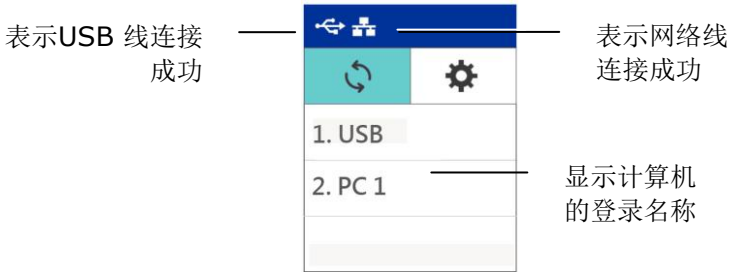 表示USB 线连接
成功
表示网络线
连接成功
1. USB
2. PC 1
显示计算机
的登录名称